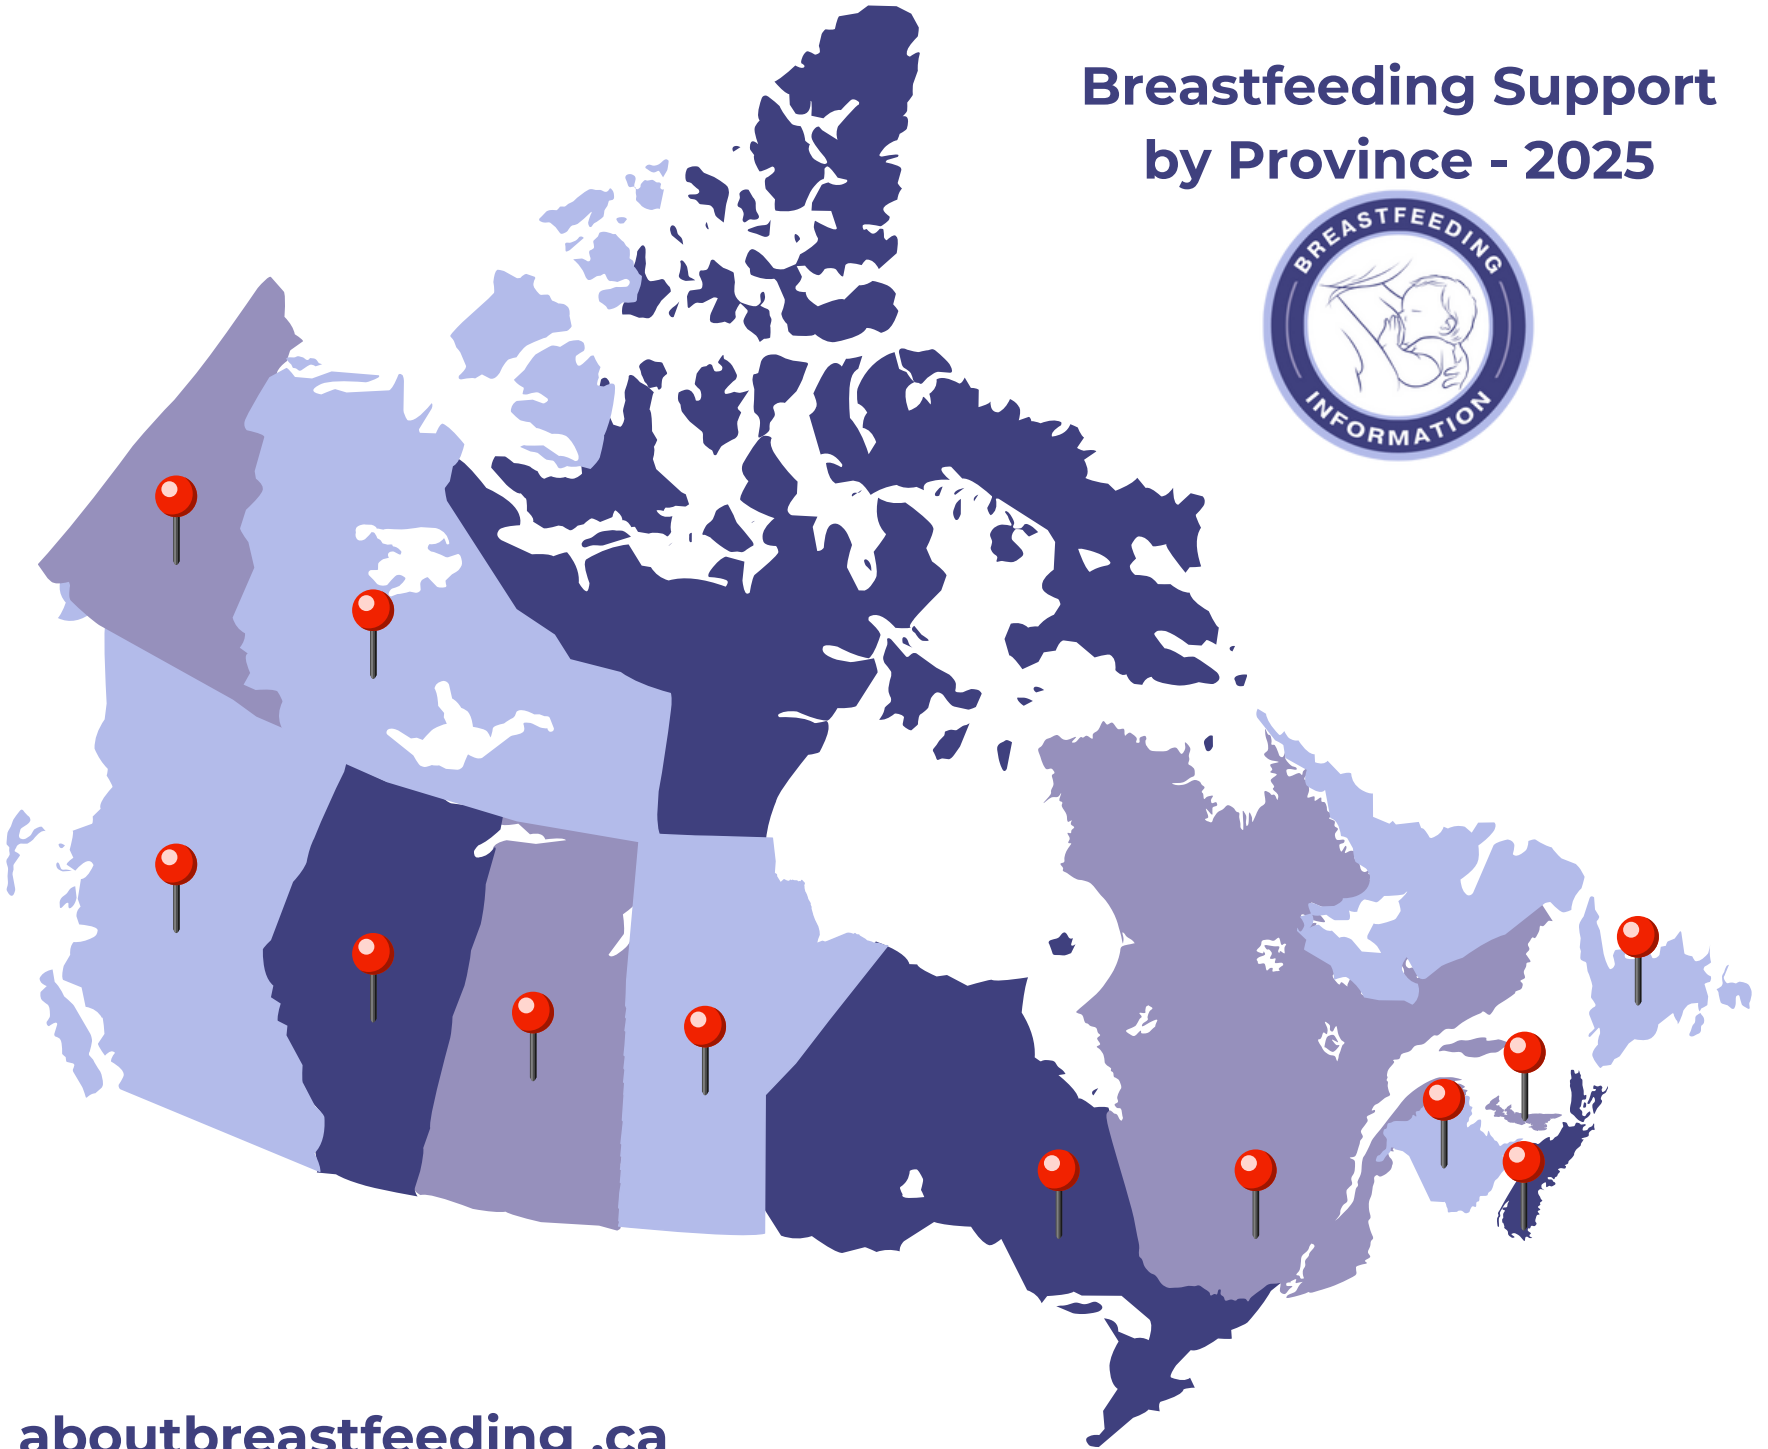 Breastfeeding Support
by Province - 2025
BREASTFEEDING
INFORMATION
aboutbreastfeeding .ca